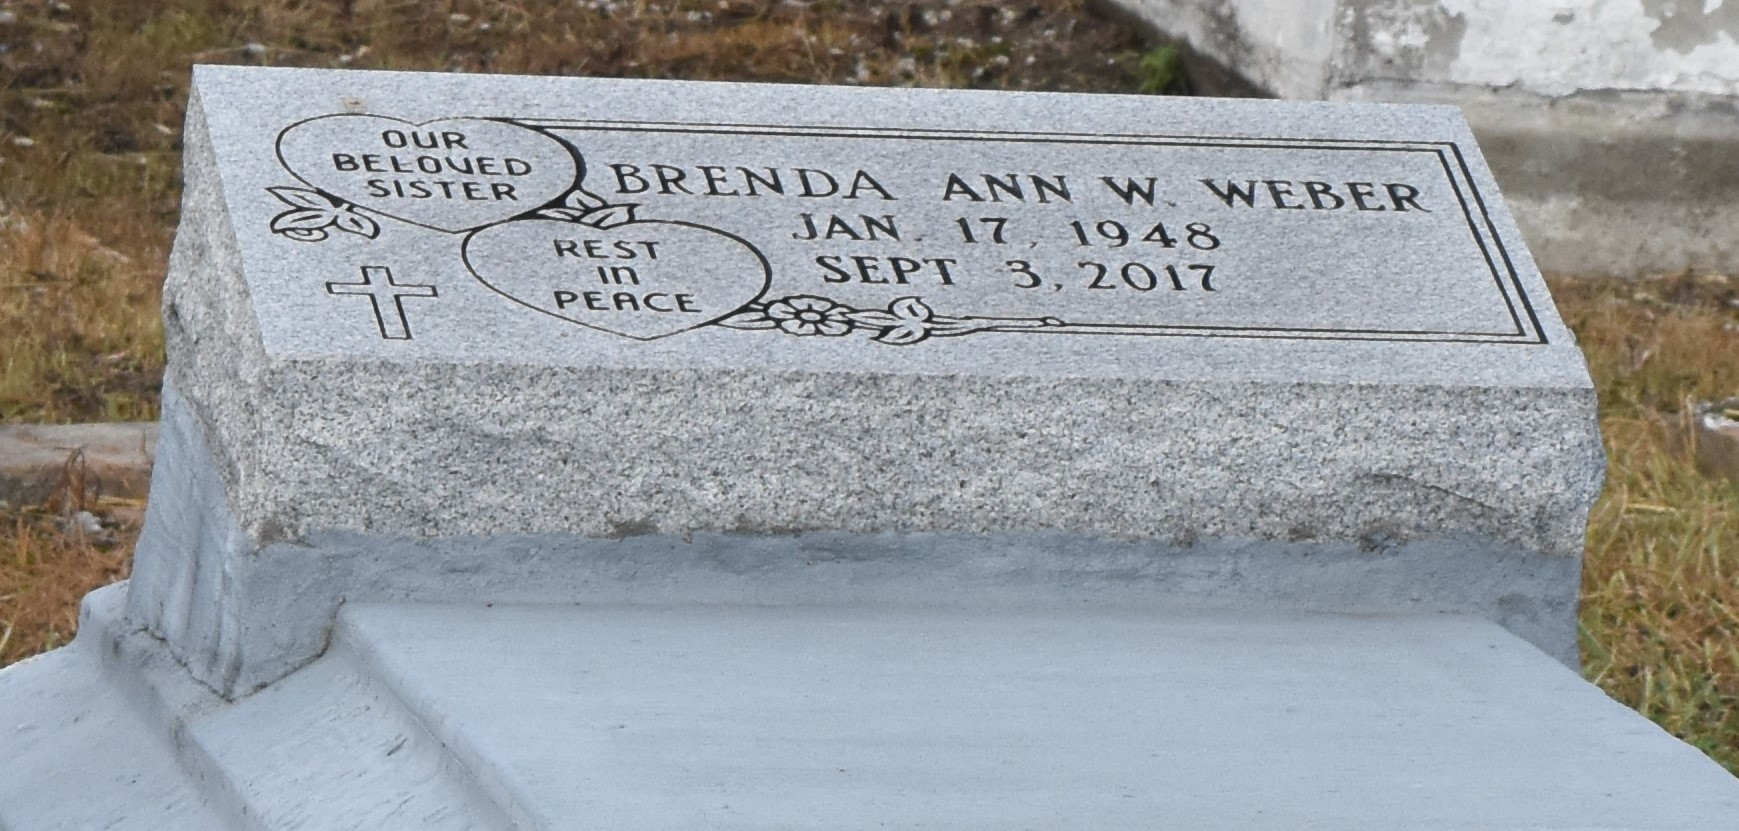 OUR
BELOVED
SISTER
REST
IN
PEACE
BRENDA ANN W. WEBER
JAN. 17, 1948
SEPT 3, 2017